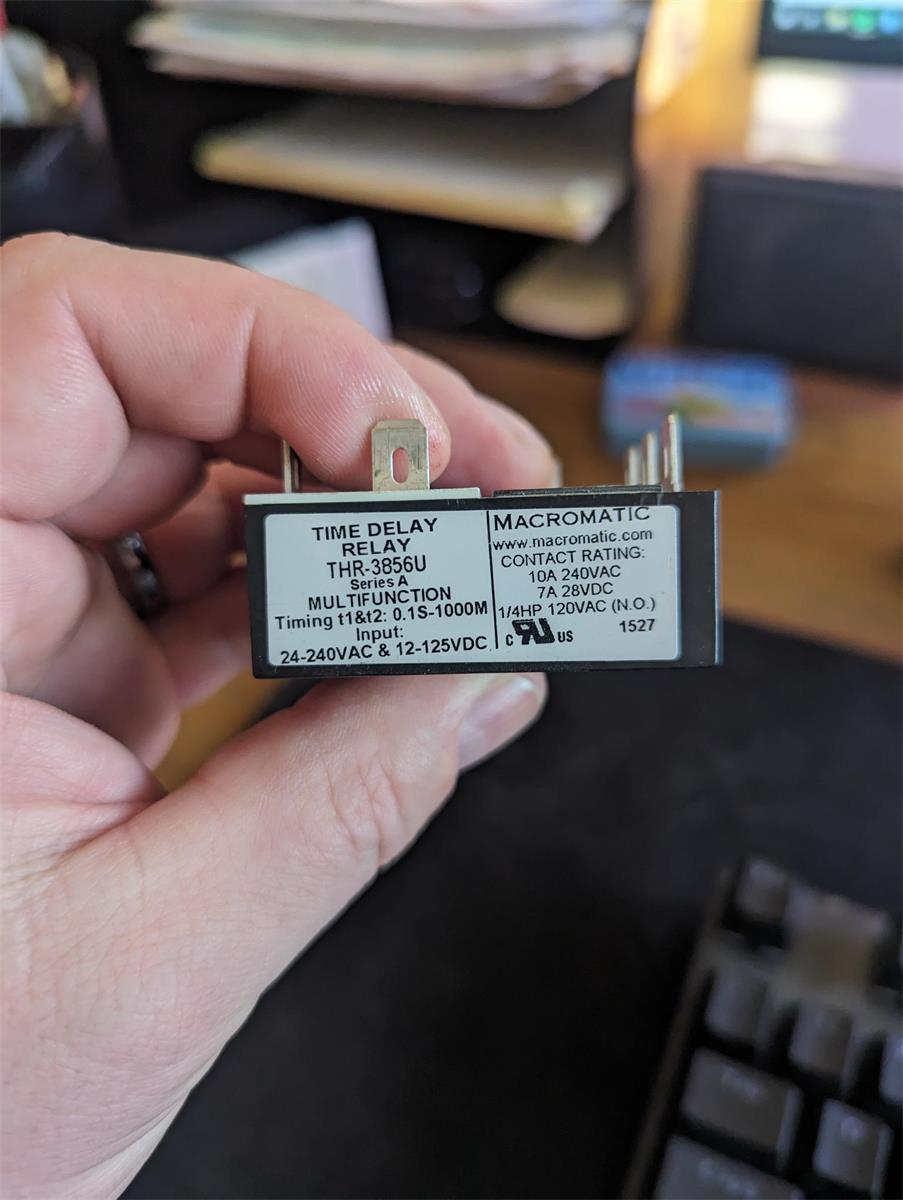 TIME DELAY
RELAY
THR-3856U
Series A
MULTIFUNCTION
Timing t1&t2: 0.1S-1000M
Input:
24-240VAC & 12-125VDC
MACROMATIC
www.macromatic.com
CONTACT RATING:
10A 240VAC
7A 28VDC
1/4HP 120VAC (N.O.)
c RU US
1527